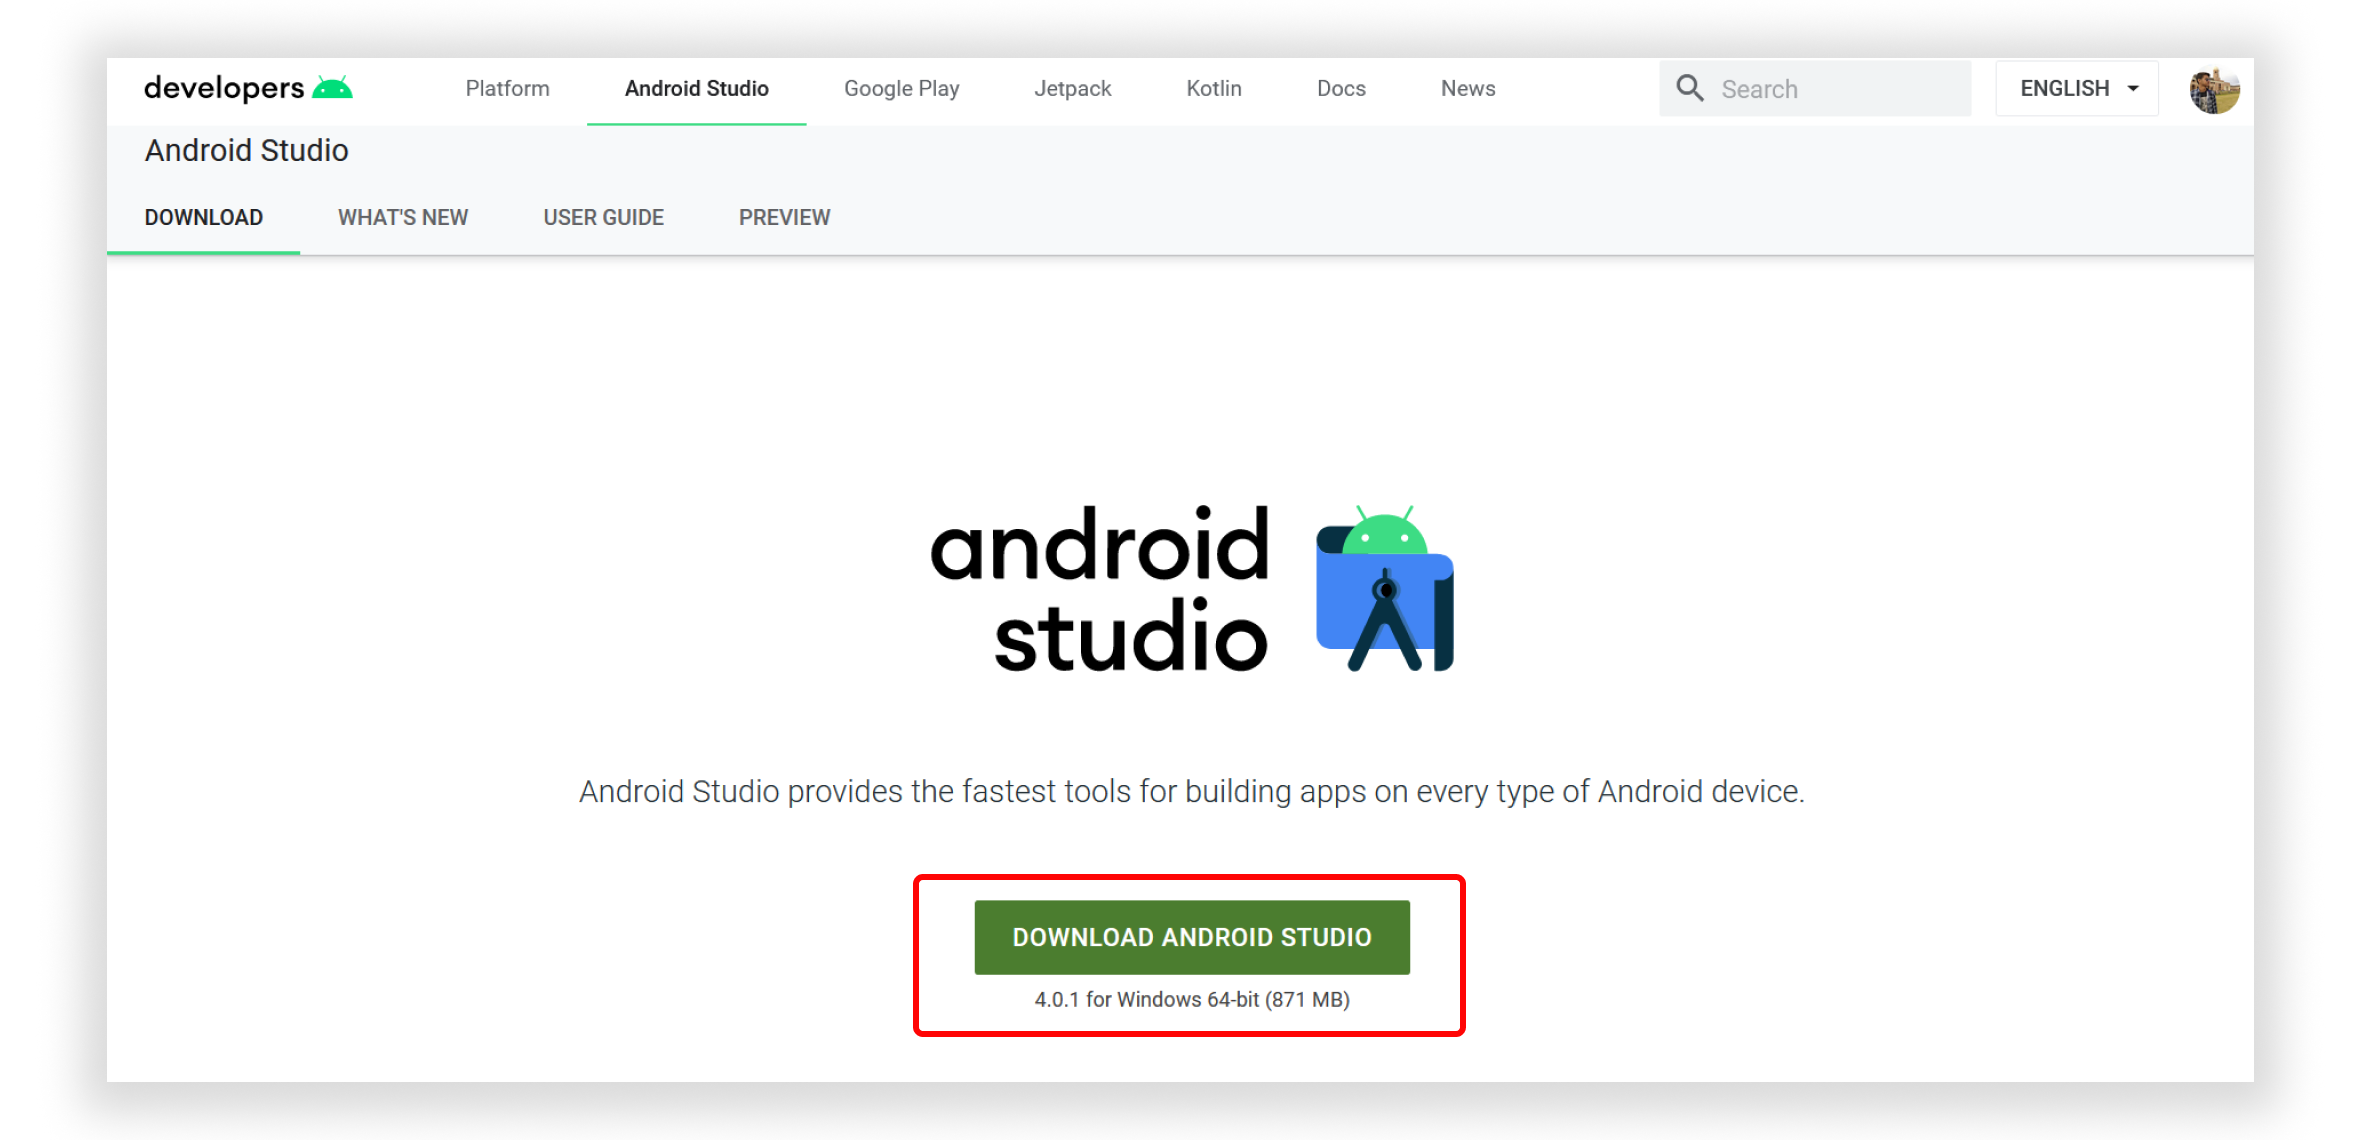 developers Platform Android Studio Google Play Jetpack Kotlin Docs News Search ENGLISH
Android Studio
DOWNLOAD WHAT'S NEW USER GUIDE PREVIEW
android
studio
Android Studio provides the fastest tools for building apps on every type of Android device.
DOWNLOAD ANDROID STUDIO
4.0.1 for Windows 64-bit (871 MB)